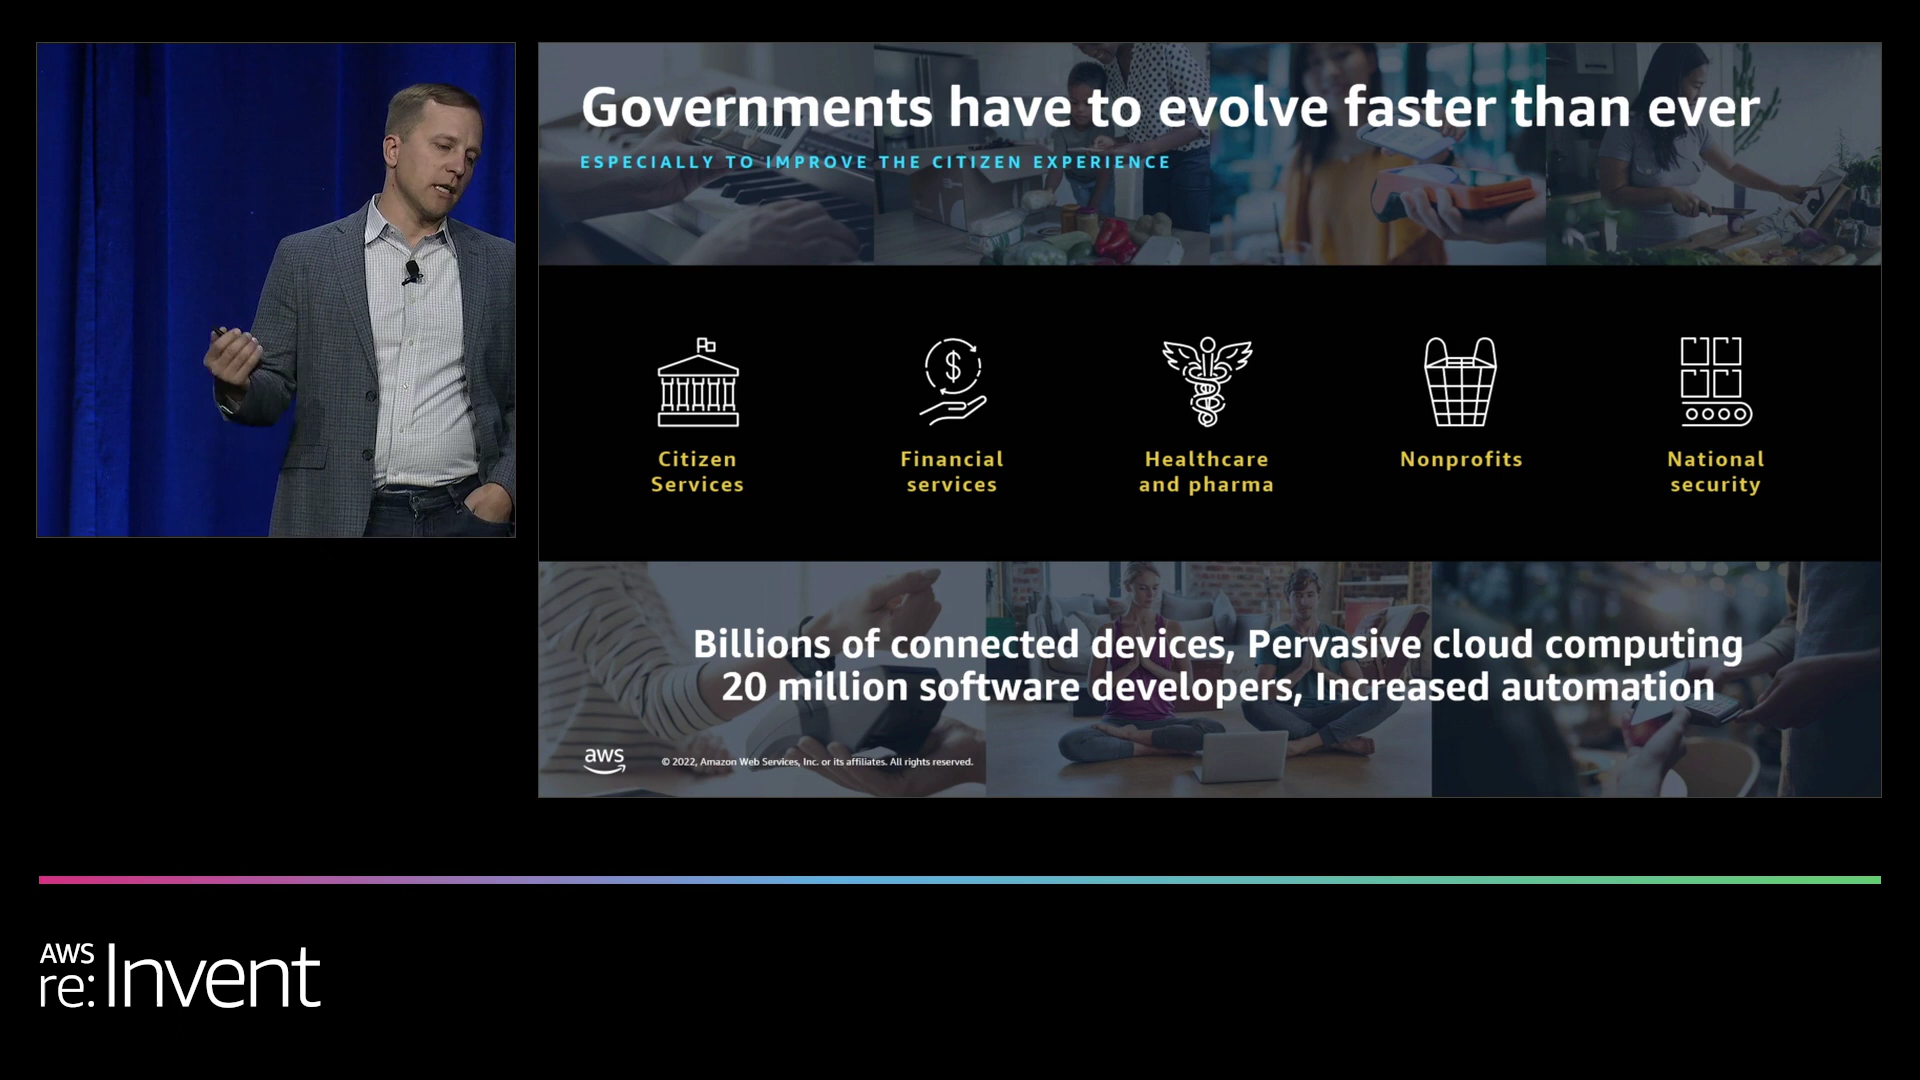 Governments have to evolve faster than ever
ESPECIALLY TO IMPROVE THE CITIZEN EXPERIENCE
Citizen
Services
Financial
services
Healthcare
and pharma
Nonprofits
National
security
Billions of connected devices, Pervasive cloud computing
20 million software developers, Increased automation
aws
© 2022, Amazon Web Services, Inc. or its affiliates. All rights reserved.
AWS
re:Invent